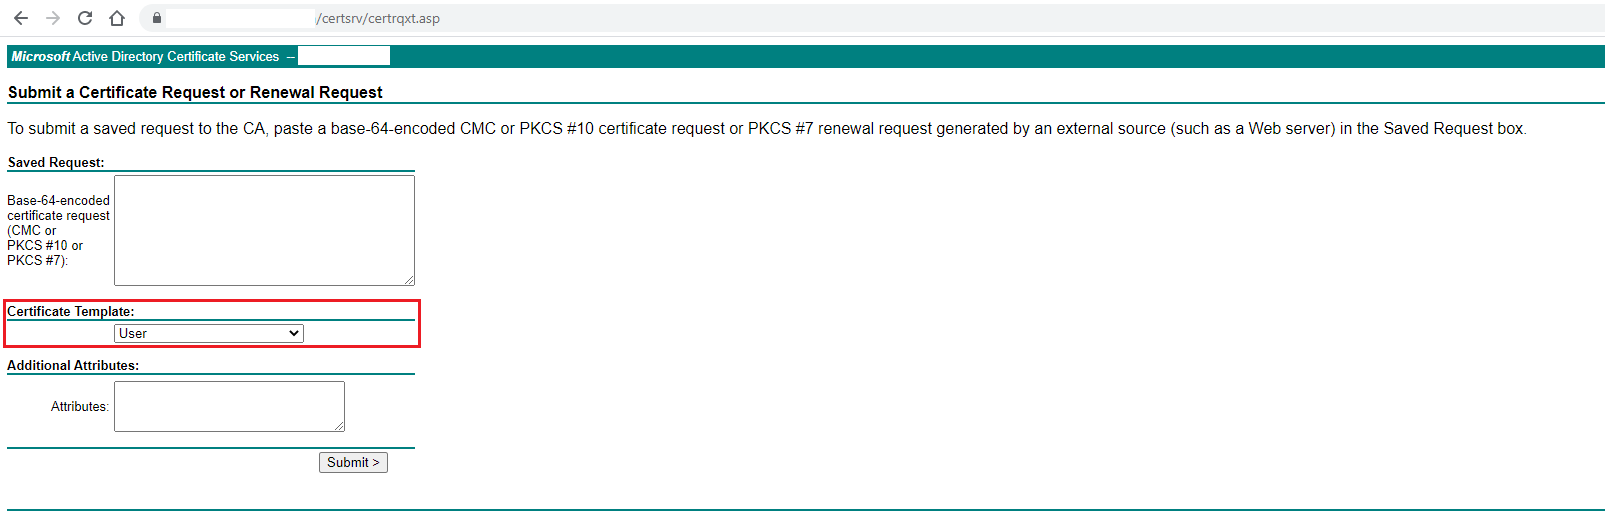 /certsrv/certrqxt.asp
Microsoft Active Directory Certificate Services --
Submit a Certificate Request or Renewal Request
To submit a saved request to the CA, paste a base-64-encoded CMC or PKCS #10 certificate request or PKCS #7 renewal request generated by an external source (such as a Web server) in the Saved Request box.
Saved Request:
Base-64-encoded
certificate request
(CMC or
PKCS #10 or
PKCS #7):
Certificate Template:
User
Additional Attributes:
Attributes:
Submit >